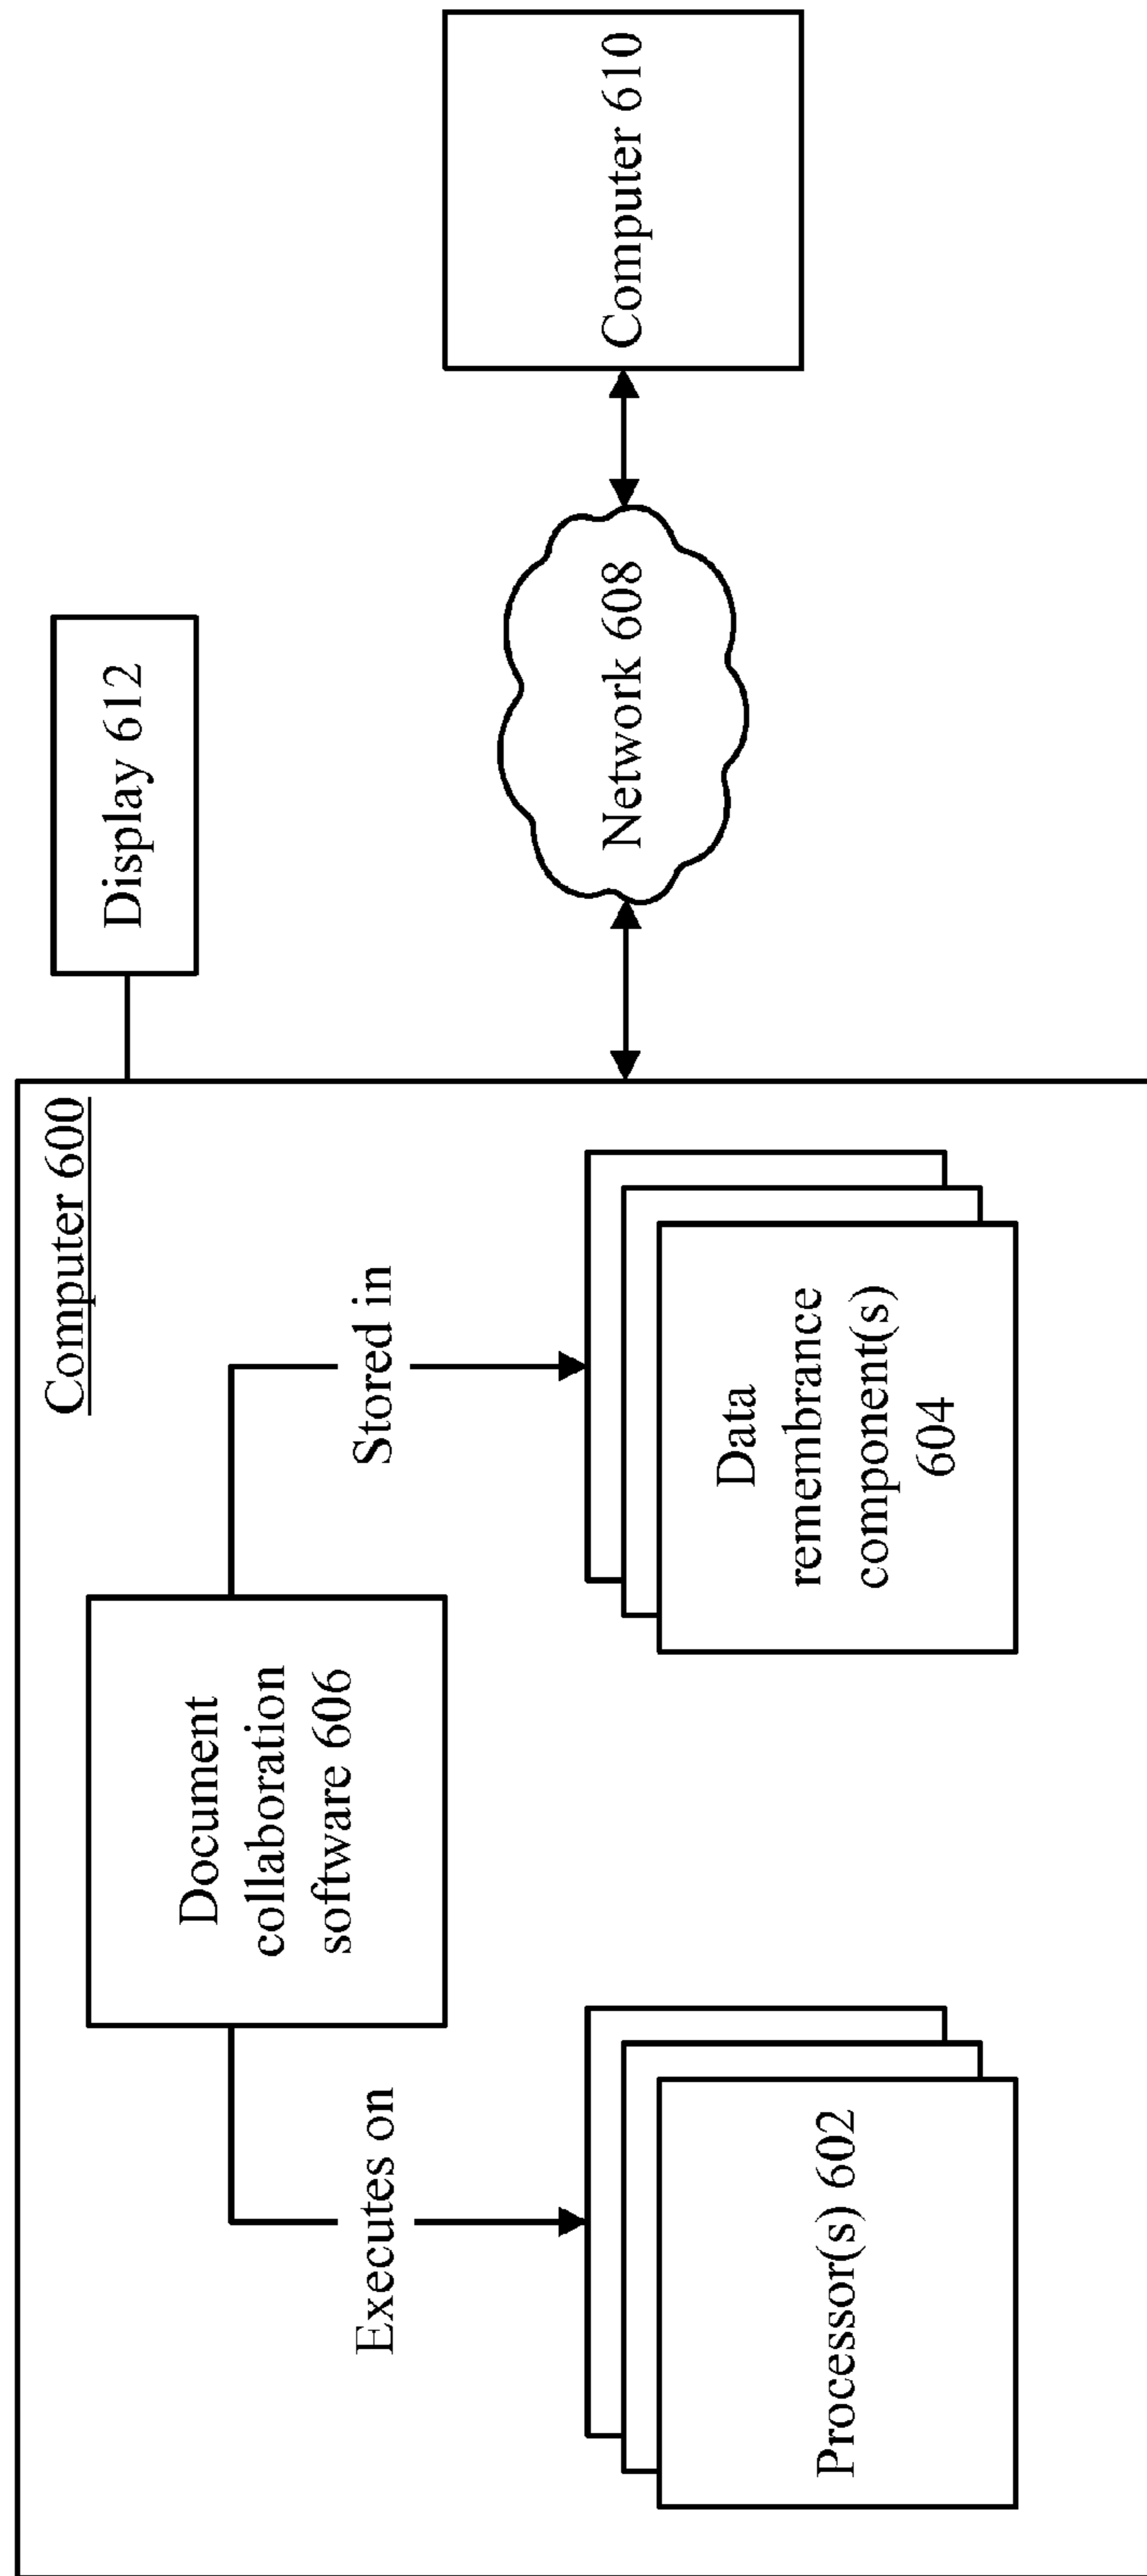 Computer 600
Document
collaboration
software 606
Executes on
Stored in
Processor(s) 602
Data
remembrance
component(s)
604
Display 612
Network 608
Computer 610